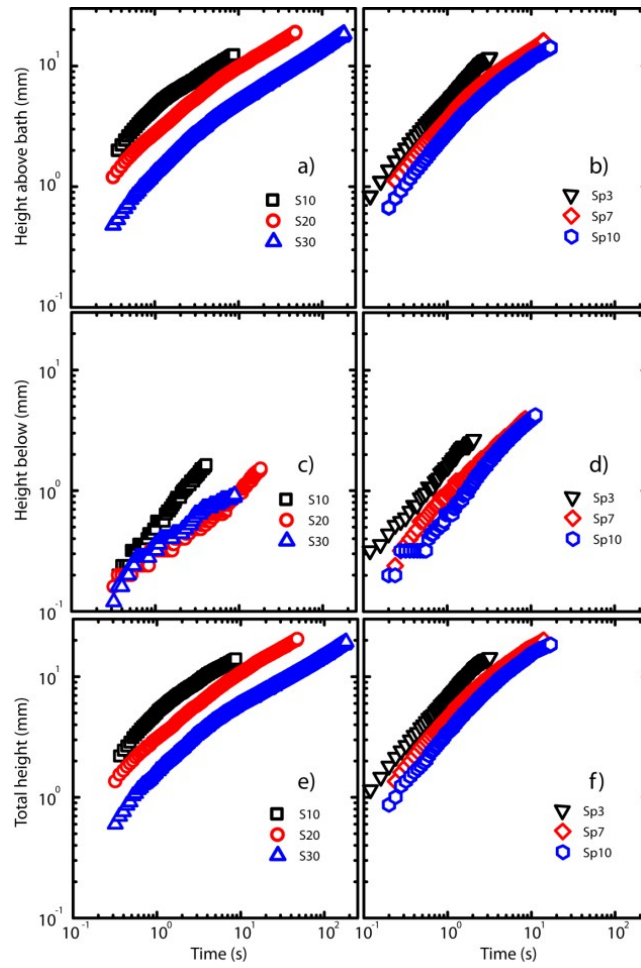 Height above bath (mm)
10¹
10⁰
10⁻¹
a)
S10
S20
S30
b)
Sp3
Sp7
Sp10
Height below (mm)
10¹
10⁰
10⁻¹
c)
S10
S20
S30
d)
Sp3
Sp7
Sp10
Total height (mm)
10¹
10⁰
10⁻¹
e)
S10
S20
S30
f)
Sp3
Sp7
Sp10
10⁻¹ 10⁰ 10¹ 10² 10⁻¹ 10⁰ 10¹ 10²
Time (s) Time (s)